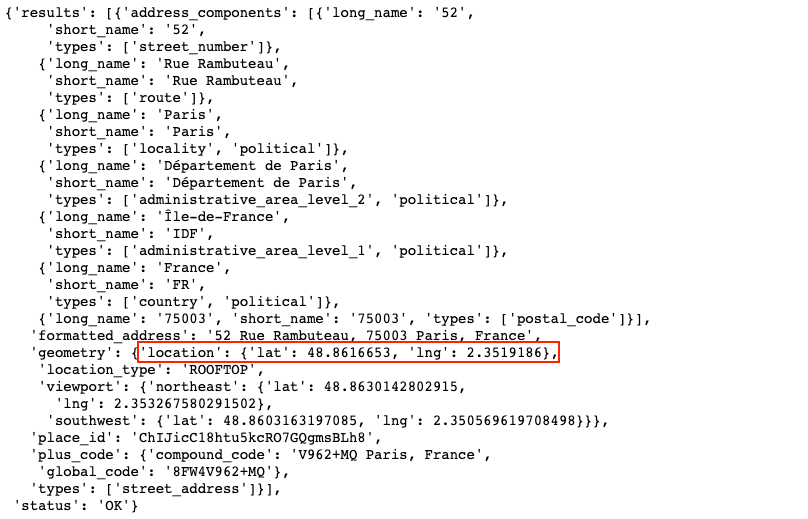 {'results': [{'address_components': [{'long_name': '52',
'short_name': '52',
'types': ['street_number']},
{'long_name': 'Rue Rambuteau',
'short_name': 'Rue Rambuteau',
'types': ['route']},
{'long_name': 'Paris',
'short_name': 'Paris',
'types': ['locality', 'political']},
{'long_name': 'Département de Paris',
'short_name': 'Département de Paris',
'types': ['administrative_area_level_2', 'political']},
{'long_name': 'Île-de-France',
'short_name': 'IDF',
'types': ['administrative_area_level_1', 'political']},
{'long_name': 'France',
'short_name': 'FR',
'types': ['country', 'political']},
{'long_name': '75003', 'short_name': '75003', 'types': ['postal_code']}],
'formatted_address': '52 Rue Rambuteau, 75003 Paris, France',
'geometry': {'location': {'lat': 48.8616653, 'lng': 2.3519186},
'location_type': 'ROOFTOP',
'viewport': {'northeast': {'lat': 48.8630142802915,
'lng': 2.353267580291502},
'southwest': {'lat': 48.8603163197085, 'lng': 2.350569619708498}}},
'place_id': 'ChIJicC18htu5kcRO7GQgmsBLh8',
'plus_code': {'compound_code': 'V962+MQ Paris, France',
'global_code': '8FW4V962+MQ'},
'types': ['street_address']}],
'status': 'OK'}